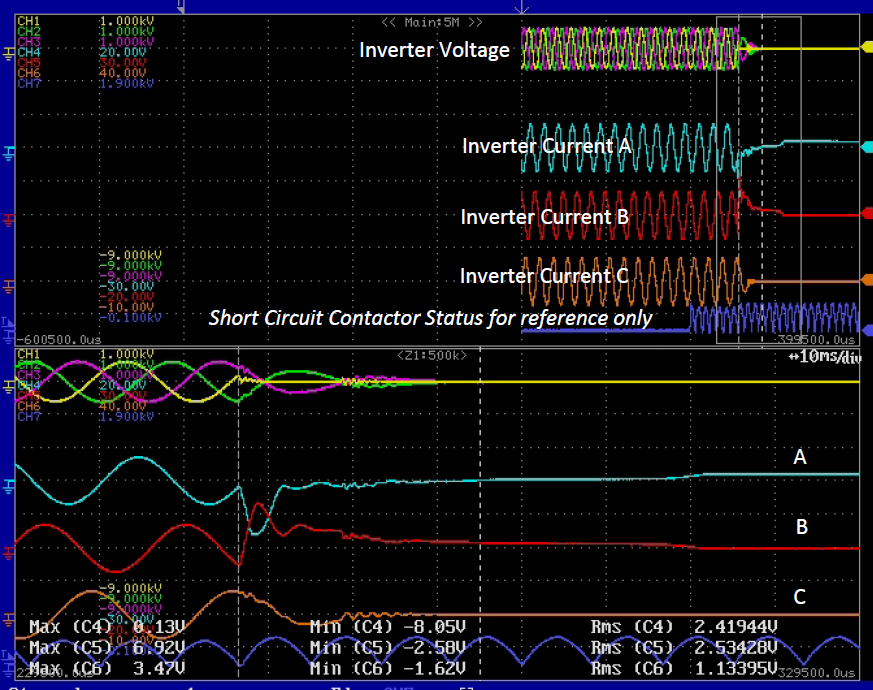 CH1 1.000kV << Main:5M >>
CH2 1.000kV
CH3 1.000kV
CH4 20.00V
CH5 30.00V
CH6 40.00V
CH7 1.900kV
Inverter Voltage
Inverter Current A
Inverter Current B
Inverter Current C
-9.000kV
-9.000kV
-9.000kV
-30.00V
-20.00V
-10.00V
-0.100kV
Short Circuit Contactor Status for reference only
-600500.0us 399500.0us
CH1 1.000kV <Z1:500k> 10ms/div
CH2 1.000kV
CH3 1.000kV
CH4 20.00V
CH6 40.00V
CH7 1.900kV
A
B
C
-9.000kV
-9.000kV
-9.000kV
Max (C4) 0.13V Min (C4) -8.05V Rms (C4) 2.41944V
Max (C5) 6.92V Min (C5) -2.58V Rms (C5) 2.53428V
Max (C6) 3.47V Min (C6) -1.62V Rms (C6) 1.13395V
329500.0us